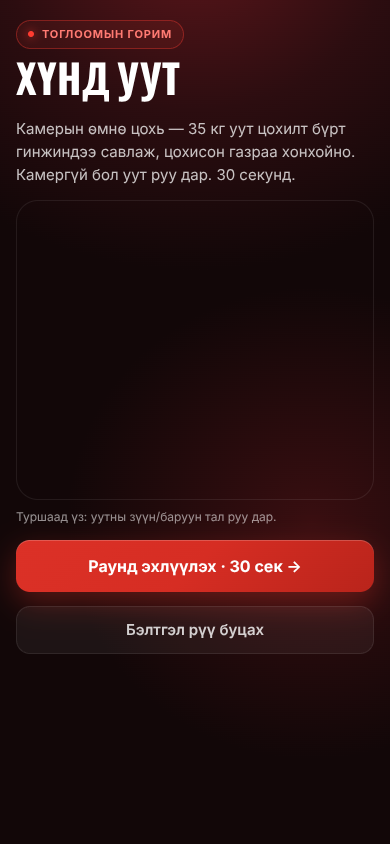 ТОГЛООМЫН ГОРИМ
ХҮНД УУТ
Камерын өмнө цохь — 35 кг уут цохилт бүрт
гинжиндээ савлаж, цохисон газраа хонхойно.
Камергүй бол уут руу дар. 30 секунд.
Туршаад үз: уутны зүүн/баруун тал руу дар.
Раунд эхлүүлэх · 30 сек →
Бэлтгэл рүү буцах